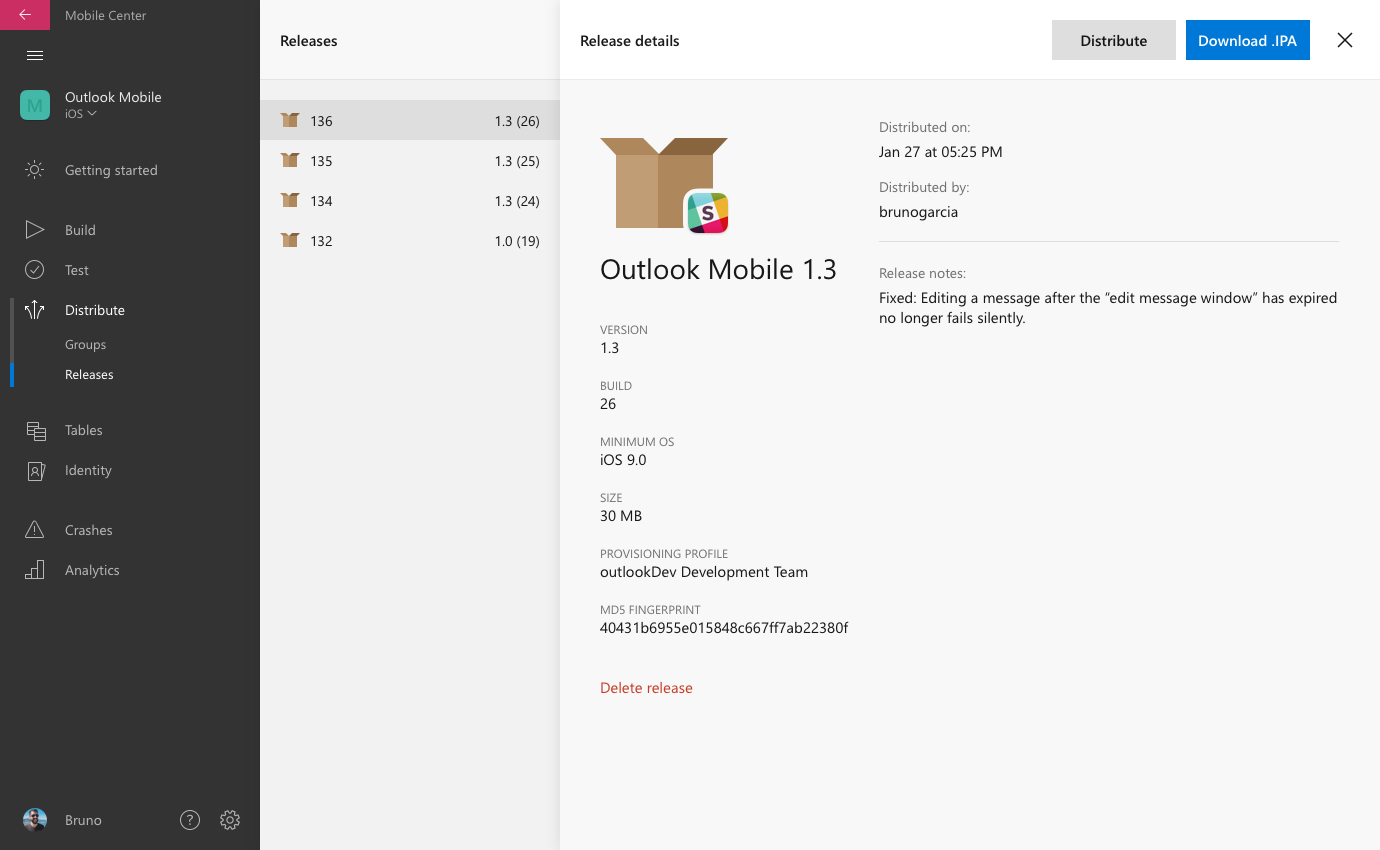 Mobile Center
M
Outlook Mobile
iOS
Getting started
Build
Test
Distribute
Groups
Releases
Tables
Identity
Crashes
Analytics
Bruno
?
Releases
136 1.3 (26)
135 1.3 (25)
134 1.3 (24)
132 1.0 (19)
Release details
Distribute
Download .IPA
S
Outlook Mobile 1.3
VERSION
1.3
BUILD
26
MINIMUM OS
iOS 9.0
SIZE
30 MB
PROVISIONING PROFILE
outlookDev Development Team
MD5 FINGERPRINT
40431b6955e015848c667ff7ab22380f
Delete release
Distributed on:
Jan 27 at 05:25 PM
Distributed by:
brunogarcia
Release notes:
Fixed: Editing a message after the “edit message window” has expired
no longer fails silently.